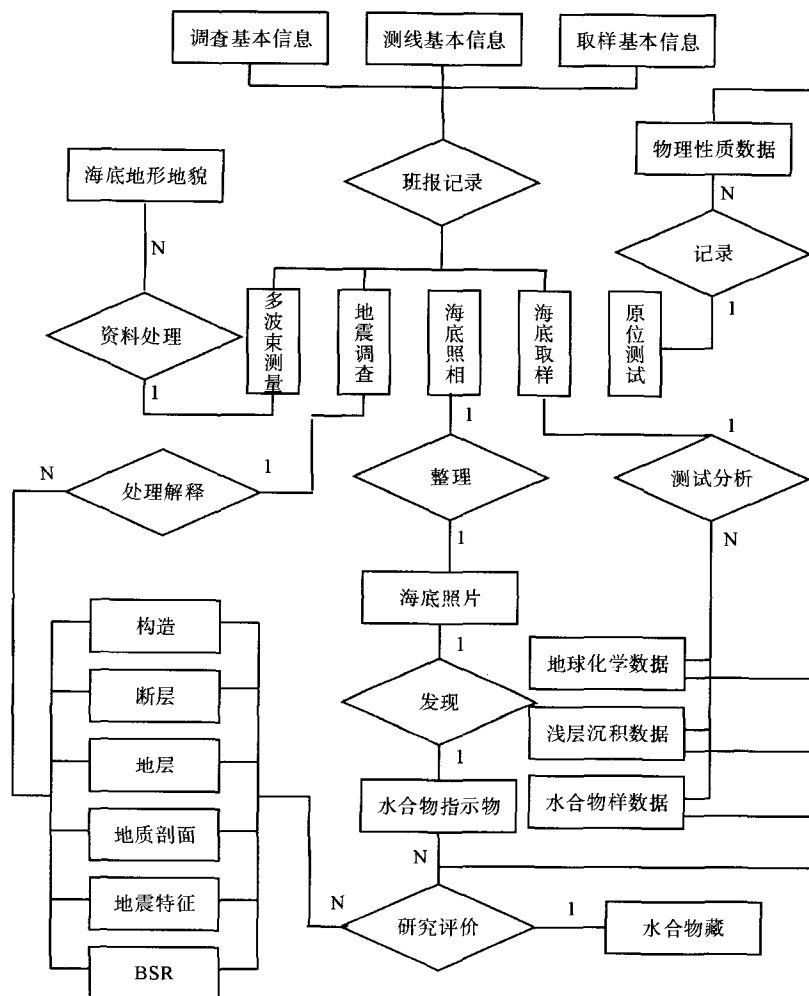 调查基本信息
测线基本信息
取样基本信息
物理性质数据
海底地形地貌
班报记录
N
N
记录
资料处理
多波束测量
地震调查
海底照相
海底取样
原位测试
1
1
1
1
N
处理解释
1
整理
测试分析
1
N
海底照片
构造
1
地球化学数据
断层
发现
浅层沉积数据
地层
1
水合物指示物
水合物样数据
地质剖面
N
地震特征
N
研究评价
1
水合物藏
BSR